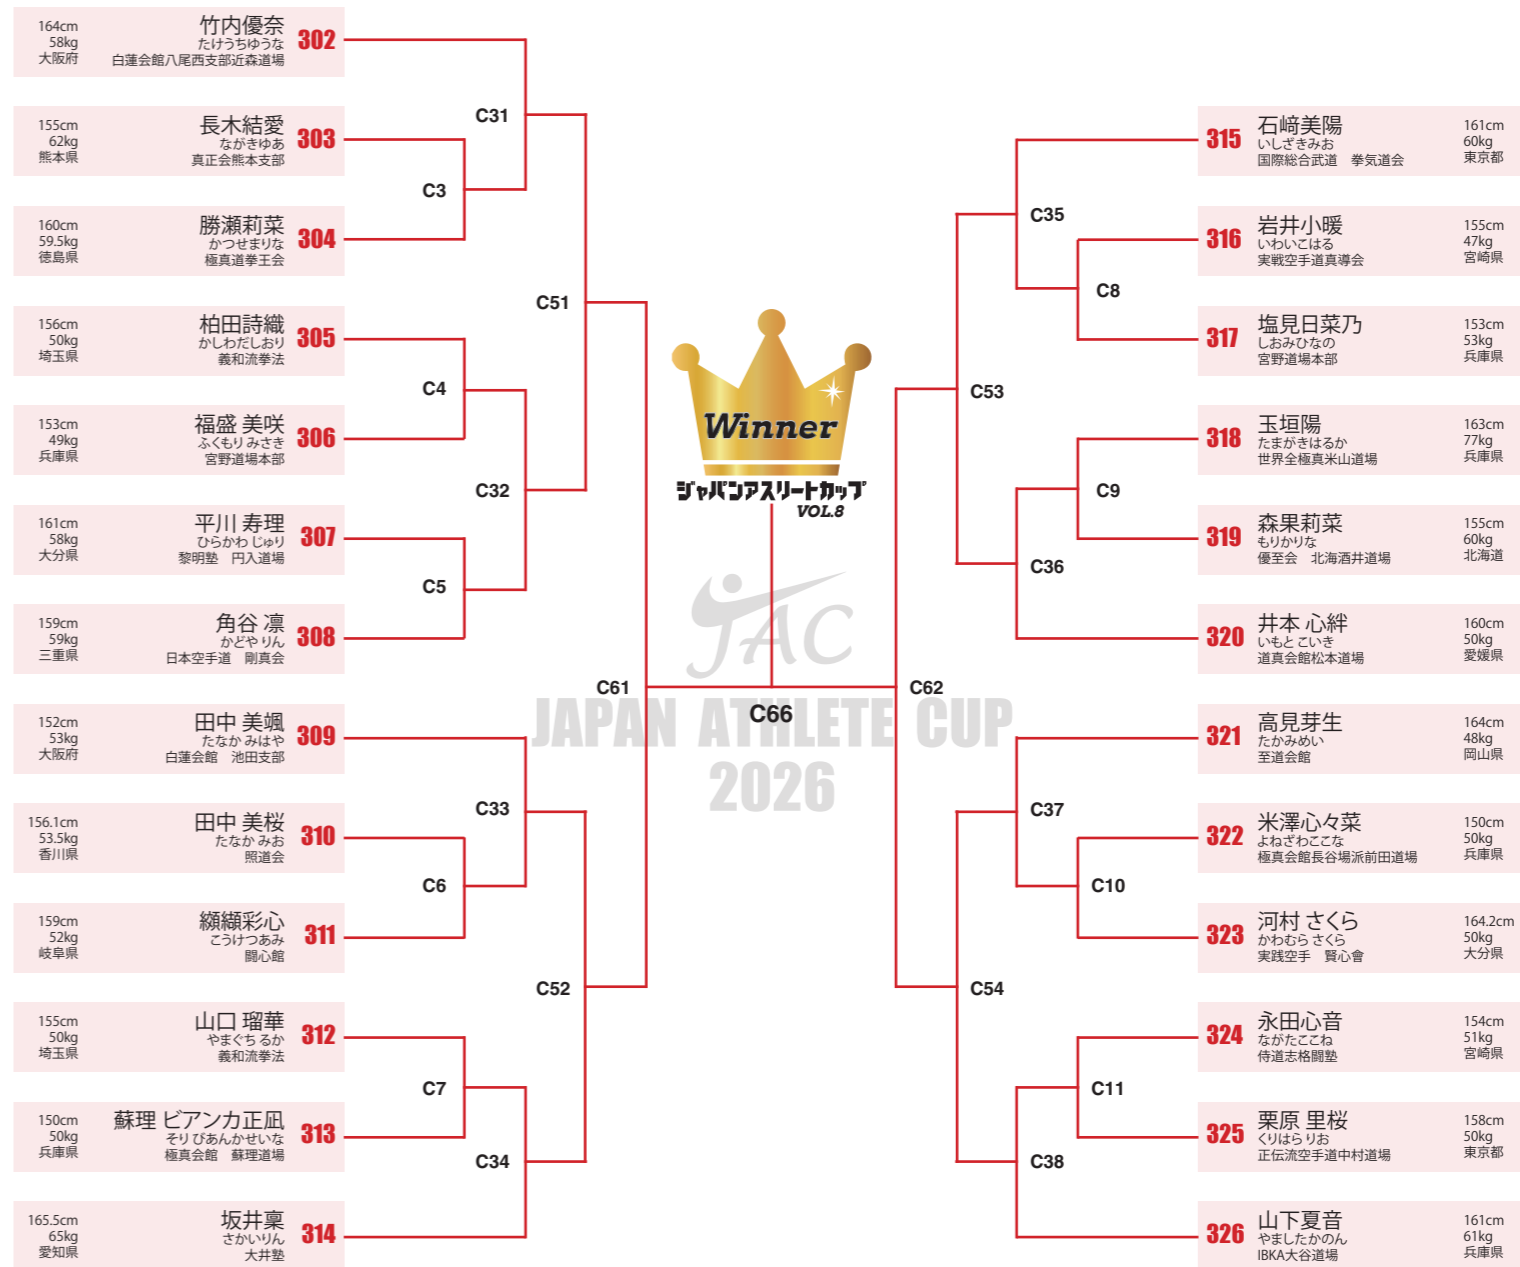 164cm
58kg
大阪府
竹内優奈
たけうちゆうな
白蓮会館八尾西支部近森道場
302
155cm
62kg
熊本県
長木結愛
ながきゆあ
真正会熊本支部
303
160cm
59.5kg
徳島県
勝瀬莉菜
かつせまりな
極真道拳王会
304
156cm
50kg
埼玉県
柏田詩織
かしわだしおり
義和流拳法
305
153cm
49kg
兵庫県
福盛 美咲
ふくもり みさき
宮野道場本部
306
161cm
58kg
大分県
平川 寿理
ひらかわ じゅり
黎明塾 円入道場
307
159cm
59kg
三重県
角谷 凛
かどや りん
日本空手道 剛真会
308
152cm
53kg
大阪府
田中 美颯
たなか みはや
白蓮会館 池田支部
309
156.1cm
53.5kg
香川県
田中 美桜
たなか みお
照道会
310
159cm
52kg
岐阜県
纐纈彩心
こうけつあみ
闘心館
311
155cm
50kg
埼玉県
山口 瑠華
やまぐち るか
義和流拳法
312
150cm
50kg
兵庫県
蘇理 ビアンカ正凪
そり びあんかせいな
極真会館 蘇理道場
313
165.5cm
65kg
愛知県
坂井稟
さかいりん
大井塾
314
C31
C3
C51
C4
C32
C5
C61
C33
C6
C52
C7
C34
Winner
ジャパンアスリートカップ
VOL.8
JAC
JAPAN ATHLETE CUP
2026
C66
C35
C8
C53
C9
C36
C62
C37
C10
C54
C11
C38
315
石﨑美陽
いしざきみお
国際総合武道 拳気道会
161cm
60kg
東京都
316
岩井小暖
いわいこはる
実戦空手道真導会
155cm
47kg
宮崎県
317
塩見日菜乃
しおみひなの
宮野道場本部
153cm
53kg
兵庫県
318
玉垣陽
たまがきはるか
世界全極真米山道場
163cm
77kg
兵庫県
319
森果莉菜
もりかりな
優至会 北海酒井道場
155cm
60kg
北海道
320
井本 心絆
いもと こいき
道真会館松本道場
160cm
50kg
愛媛県
321
高見芽生
たかみめい
至道会館
164cm
48kg
岡山県
322
米澤心々菜
よねざわここな
極真会館長谷場派前田道場
150cm
50kg
兵庫県
323
河村 さくら
かわむら さくら
実践空手 賢心會
164.2cm
50kg
大分県
324
永田心音
ながたここね
侍道志格闘塾
154cm
51kg
宮崎県
325
栗原 里桜
くりはら りお
正伝流空手道中村道場
158cm
50kg
東京都
326
山下夏音
やましたかのん
IBKA大谷道場
161cm
61kg
兵庫県